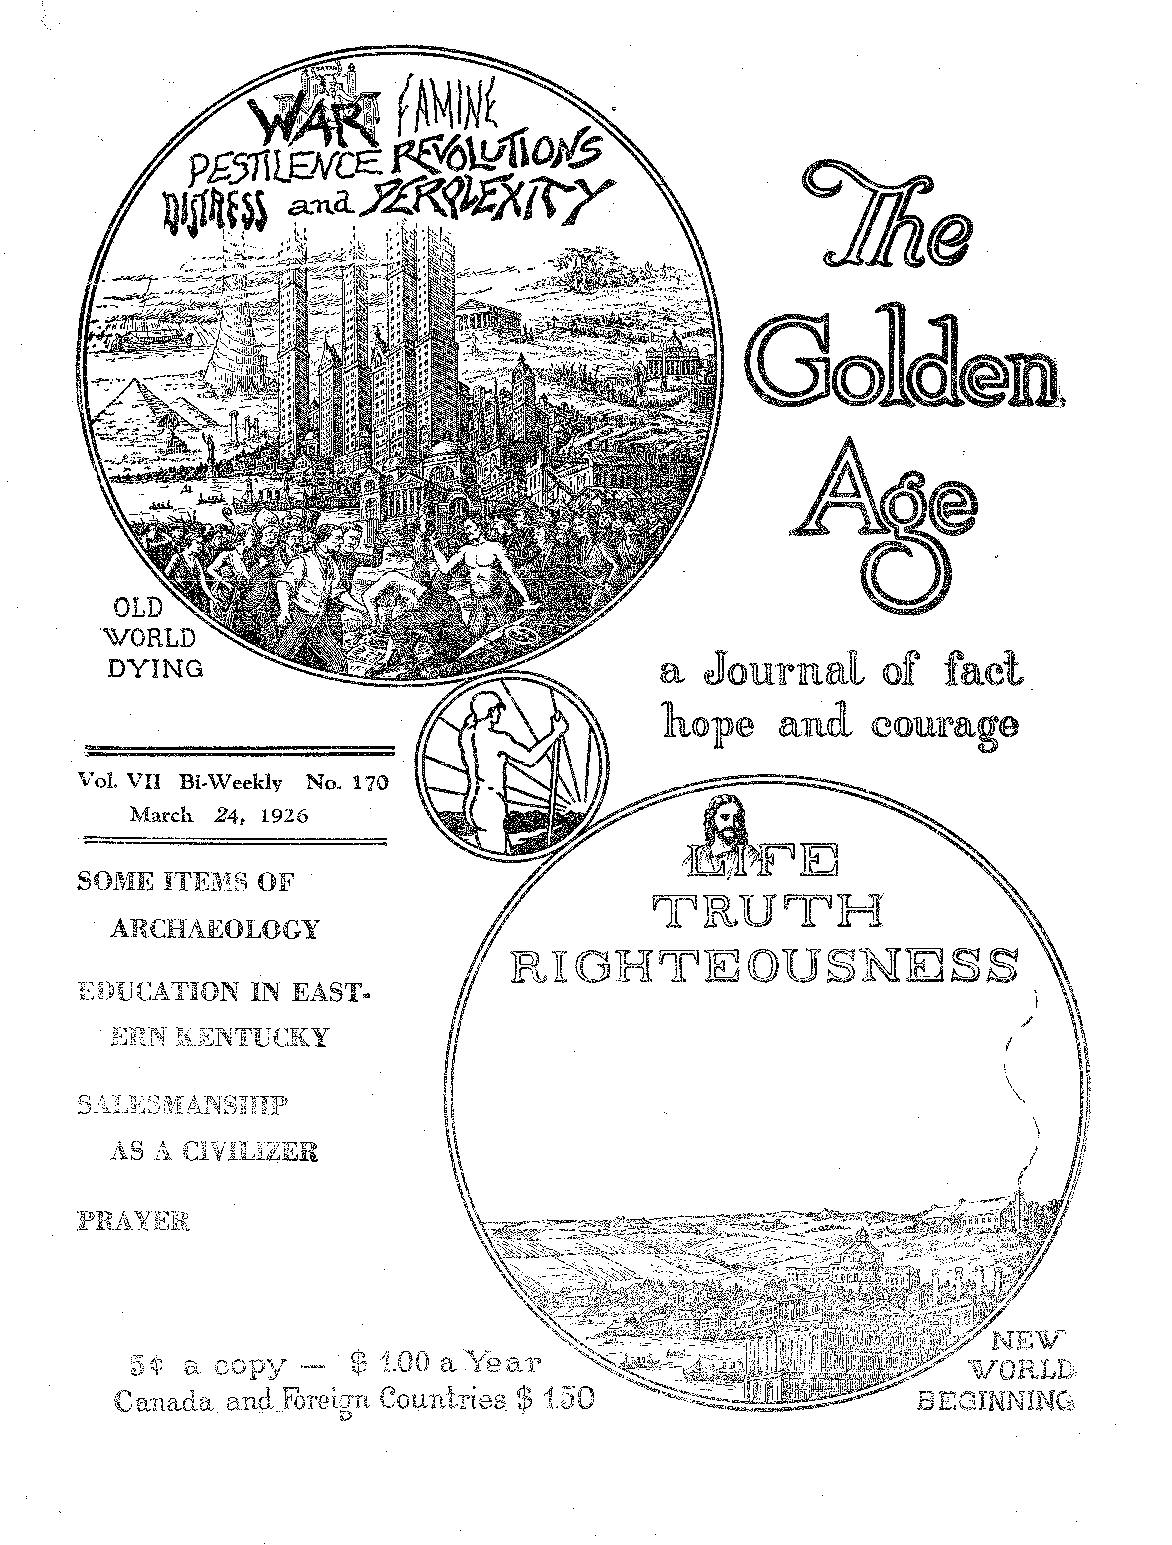 WAR FAMINE
PESTILENCE REVOLUTIONS
DISTRESS and PERPLEXITY
The
Golden
Age
OLD
WORLD
DYING
a Journal of fact
hope and courage
Vol. VII Bi-Weekly No. 170
March 24, 1926
SOME ITEMS OF
ARCHAEOLOGY
EDUCATION IN EAST-
ERN KENTUCKY
SALESMANSHIP
AS A CIVILIZER
PRAYER
LIFE
TRUTH
RIGHTEOUSNESS
NEW
WORLD
BEGINNING
5¢ a copy — $ 1.00 a Year
Canada and Foreign Countries $ 1.50